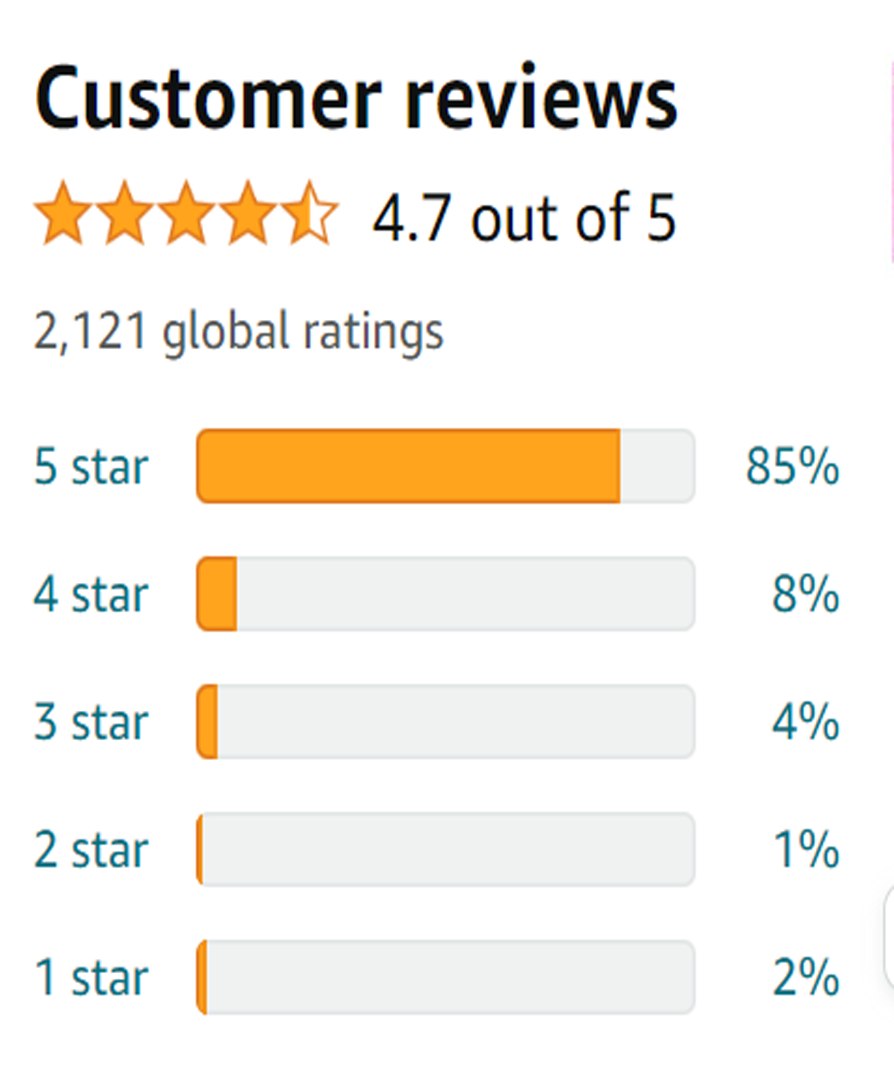 Customer reviews
4.7 out of 5
2,121 global ratings
5 star 85%
4 star 8%
3 star 4%
2 star 1%
1 star 2%